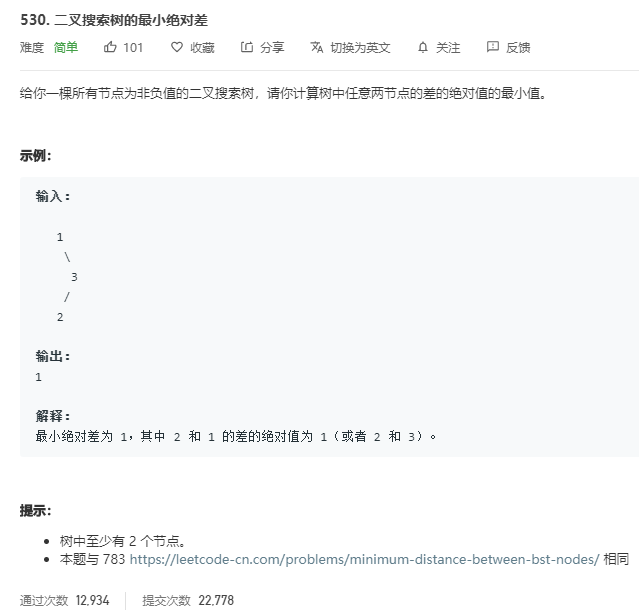 530. 二叉搜索树的最小绝对差
难度 简单 101 收藏 分享 切换为英文 关注 反馈
给你一棵所有节点为非负值的二叉搜索树，请你计算树中任意两节点的差的绝对值的最小值。
示例：
输入：
1
\
3
/
2
输出：
1
解释：
最小绝对差为 1，其中 2 和 1 的差的绝对值为 1（或者 2 和 3）。
提示：
• 树中至少有 2 个节点。
• 本题与 783 https://leetcode-cn.com/problems/minimum-distance-between-bst-nodes/ 相同
通过次数 12,934 提交次数 22,778